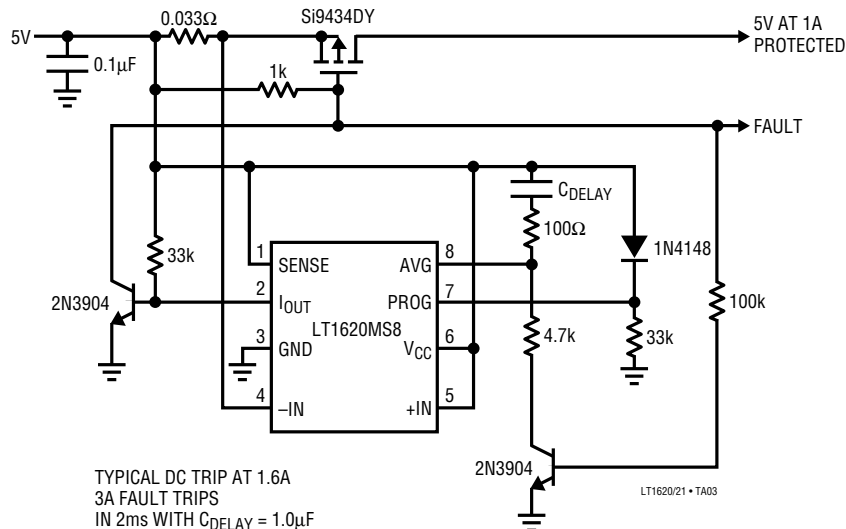 0.033Ω
Si9434DY
5V
5V AT 1A
PROTECTED
0.1µF
1k
FAULT
C_DELAY
100Ω
33k
1
SENSE
AVG
8
1N4148
2N3904
2
I_OUT
PROG
7
100k
LT1620MS8
3
GND
V_CC
6
4.7k
33k
4
–IN
+IN
5
2N3904
LT1620/21 • TA03
TYPICAL DC TRIP AT 1.6A
3A FAULT TRIPS
IN 2ms WITH C_DELAY = 1.0µF